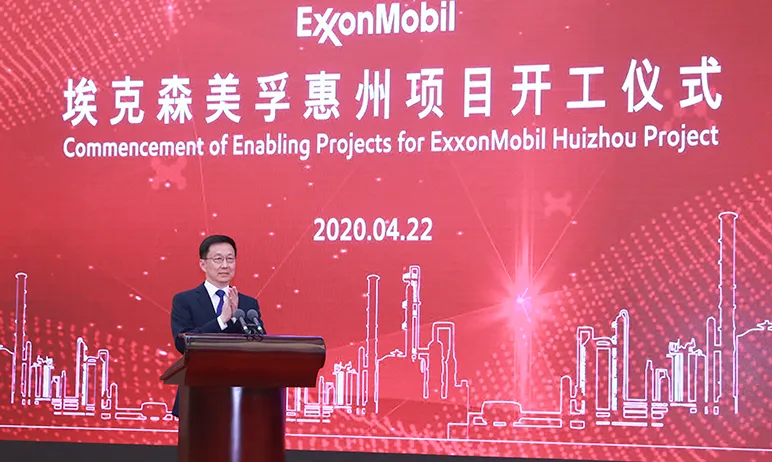 ExxonMobil
埃克森美孚惠州项目开工仪式
Commencement of Enabling Projects for ExxonMobil Huizhou Project
2020.04.22